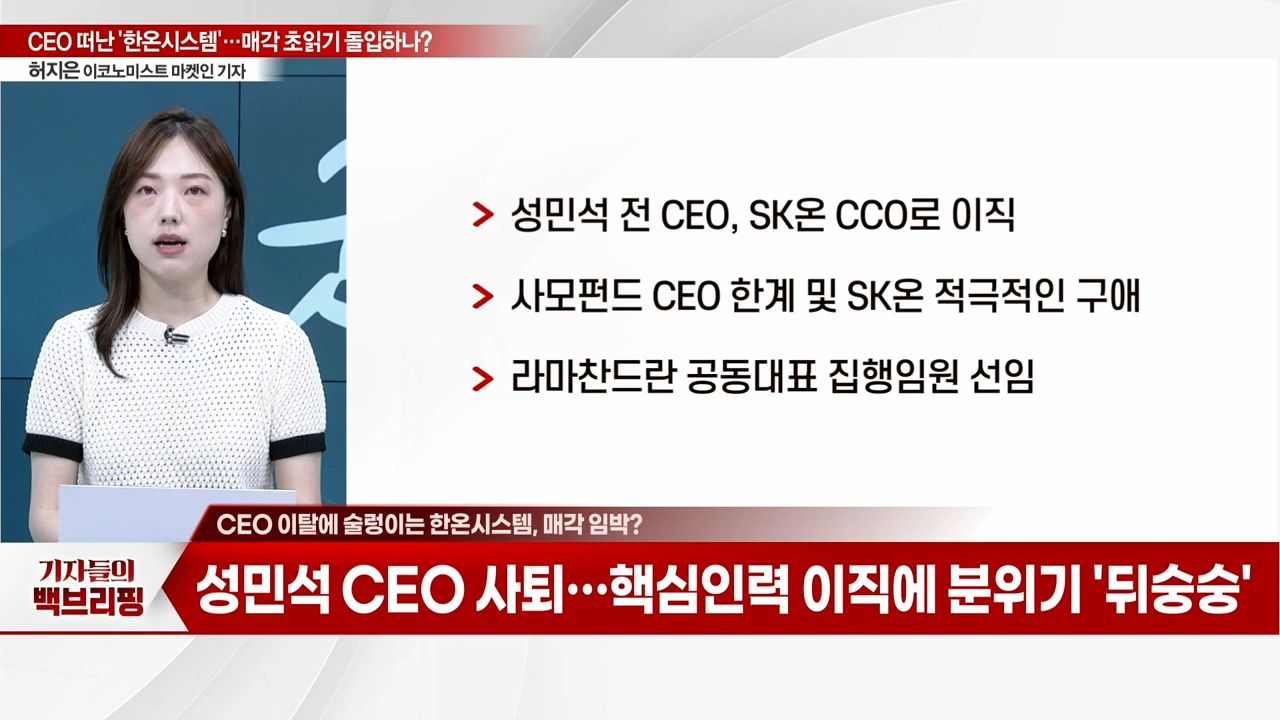 CEO 떠난 '한온시스템'…매각 초읽기 돌입하나?
허지은 이코노미스트 마켓인 기자
> 성민석 전 CEO, SK온 CCO로 이직
> 사모펀드 CEO 한계 및 SK온 적극적인 구애
> 라마찬드란 공동대표 집행임원 선임
CEO 이탈에 술렁이는 한온시스템, 매각 임박?
기자들의
백브리핑
성민석 CEO 사퇴…핵심인력 이직에 분위기 '뒤숭숭'